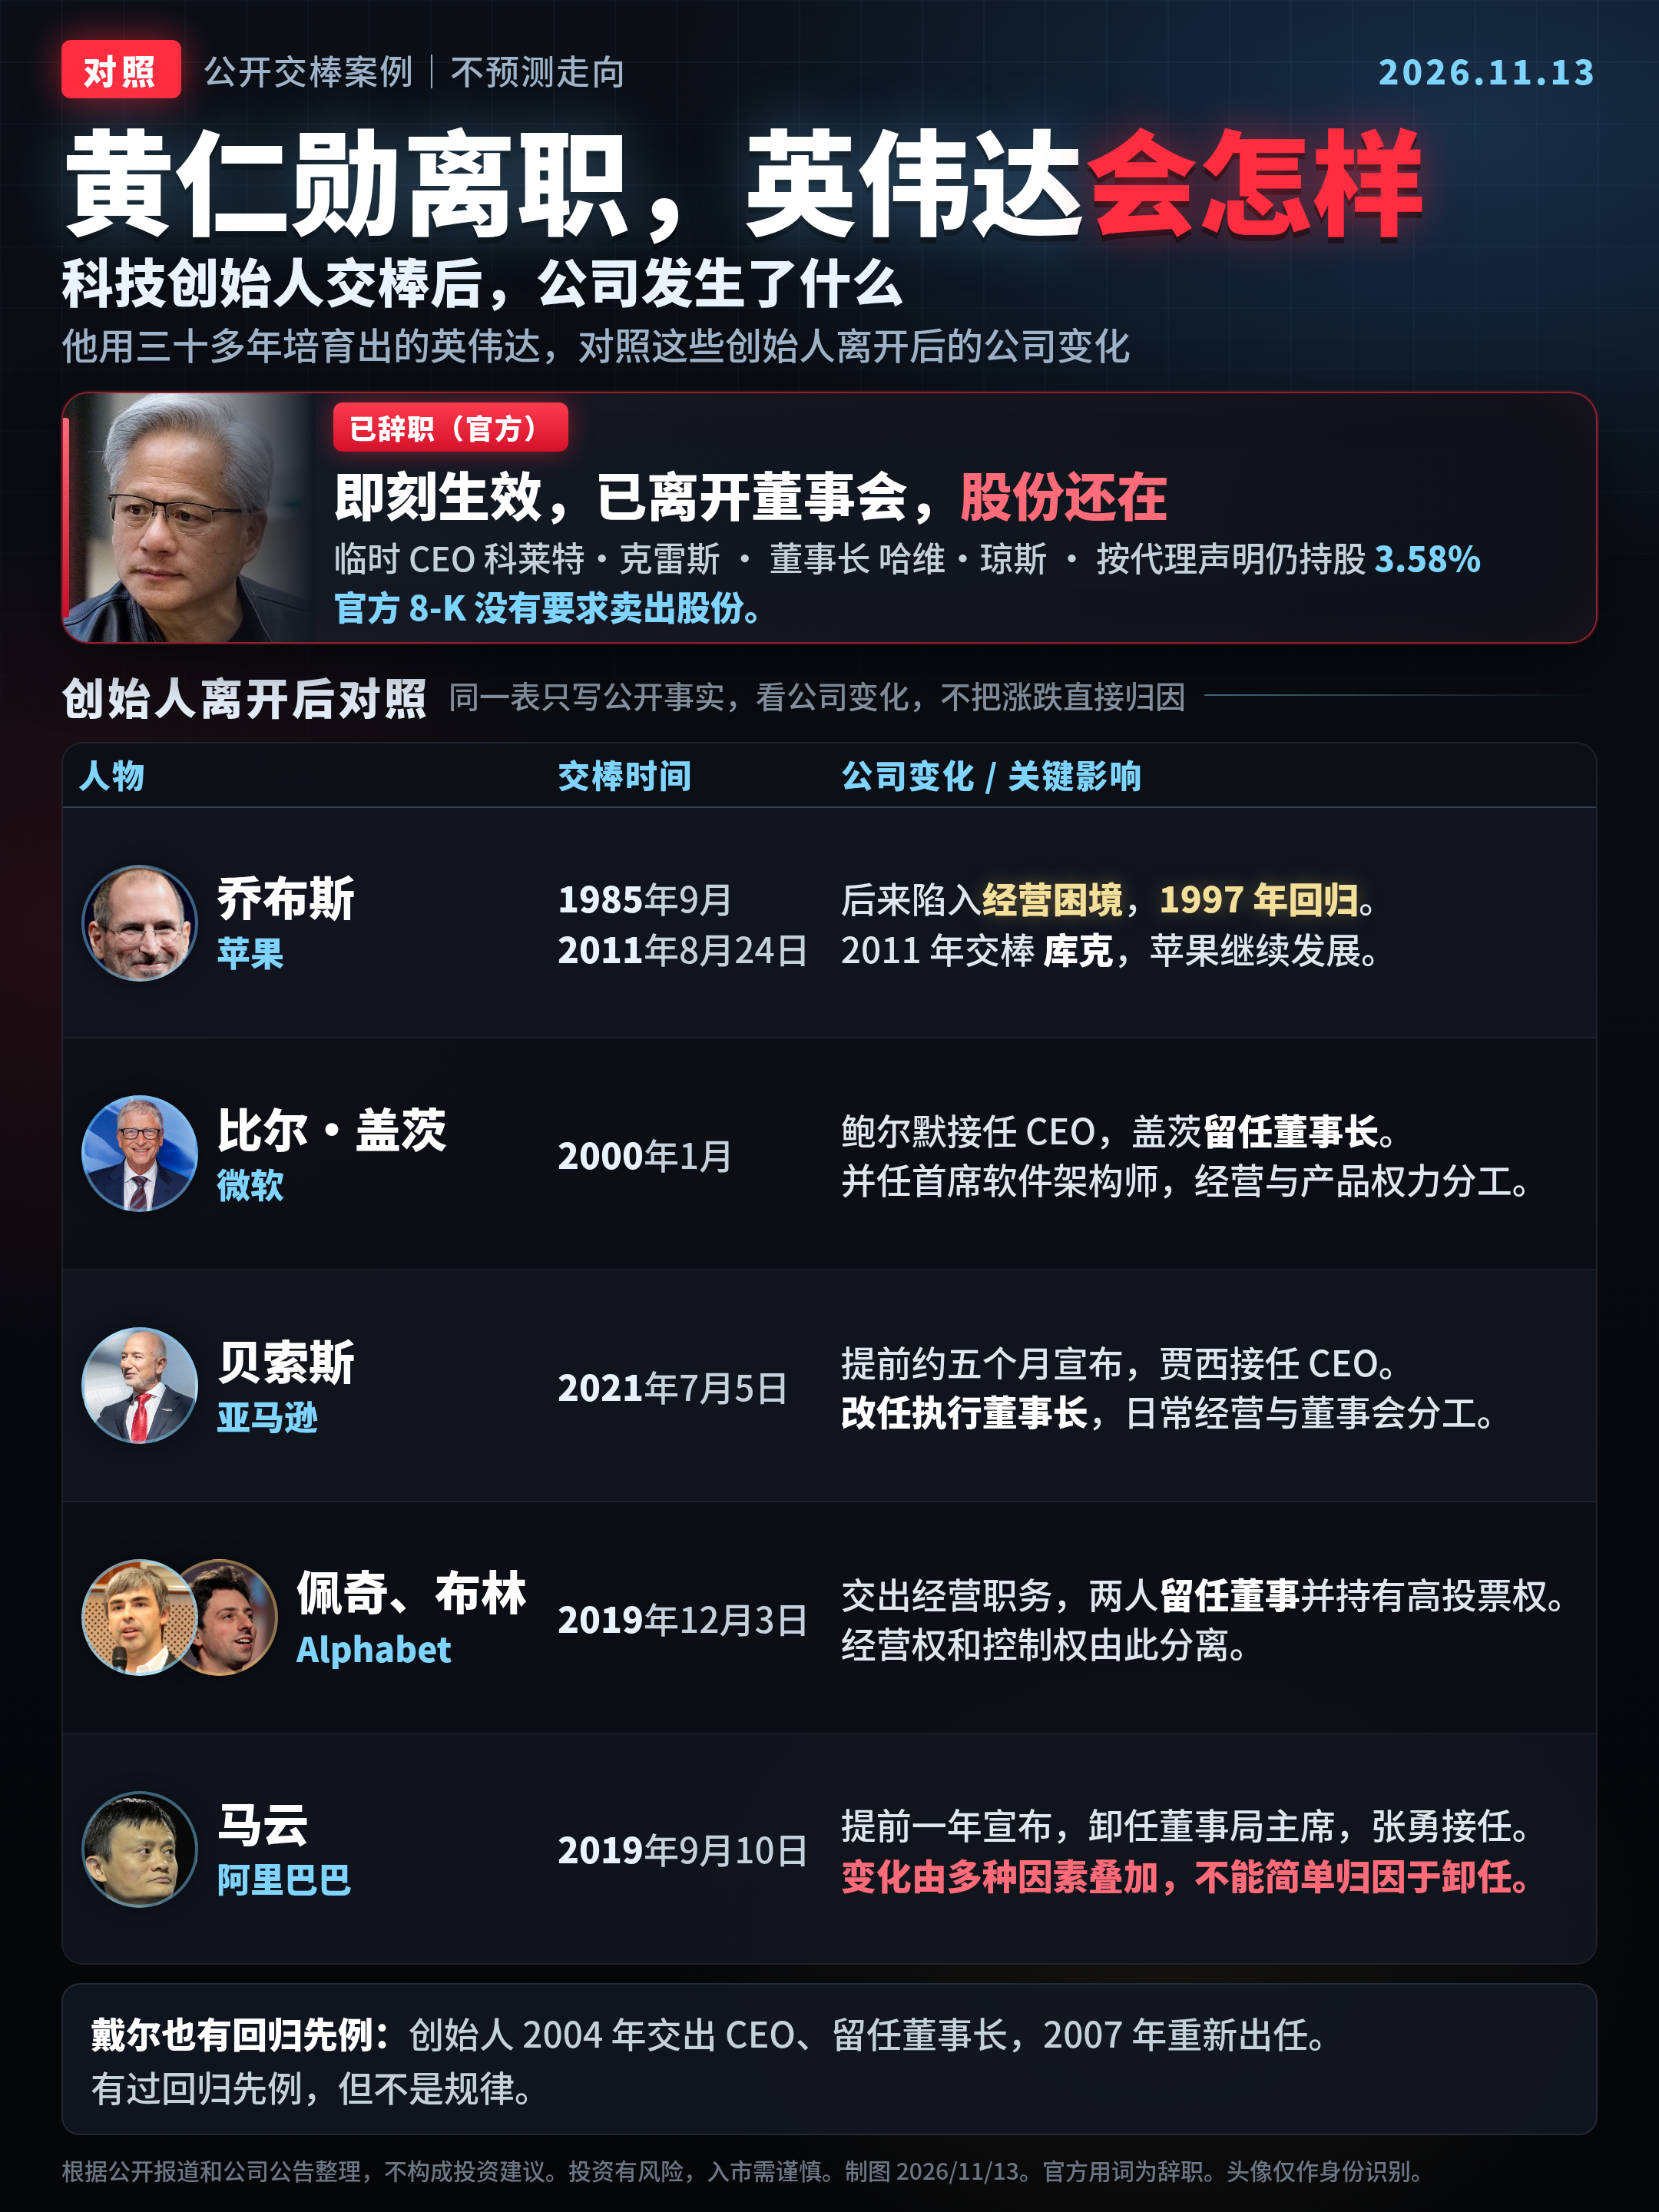 对照
公开交棒案例｜不预测走向
2026.11.13
黄仁勋离职，英伟达会怎样
科技创始人交棒后，公司发生了什么
他用三十多年培育出的英伟达，对照这些创始人离开后的公司变化
已辞职（官方）
即刻生效，已离开董事会，股份还在
临时 CEO 科莱特·克雷斯 · 董事长 哈维·琼斯 · 按代理声明仍持股 3.58%
官方 8-K 没有要求卖出股份。
创始人离开后对照 同一表只写公开事实，看公司变化，不把涨跌直接归因
人物 交棒时间 公司变化 / 关键影响
乔布斯
苹果
1985年9月
2011年8月24日
后来陷入经营困境，1997 年回归。
2011 年交棒 库克，苹果继续发展。
比尔·盖茨
微软
2000年1月
鲍尔默接任 CEO，盖茨留任董事长。
并任首席软件架构师，经营与产品权力分工。
贝索斯
亚马逊
2021年7月5日
提前约五个月宣布，贾西接任 CEO。
改任执行董事长，日常经营与董事会分工。
佩奇、布林
Alphabet
2019年12月3日
交出经营职务，两人留任董事并持有高投票权。
经营权和控制权由此分离。
马云
阿里巴巴
2019年9月10日
提前一年宣布，卸任董事局主席，张勇接任。
变化由多种因素叠加，不能简单归因于卸任。
戴尔也有回归先例：创始人 2004 年交出 CEO、留任董事长，2007 年重新出任。
有过回归先例，但不是规律。
根据公开报道和公司公告整理，不构成投资建议。投资有风险，入市需谨慎。制图 2026/11/13。官方用词为辞职。头像仅作身份识别。